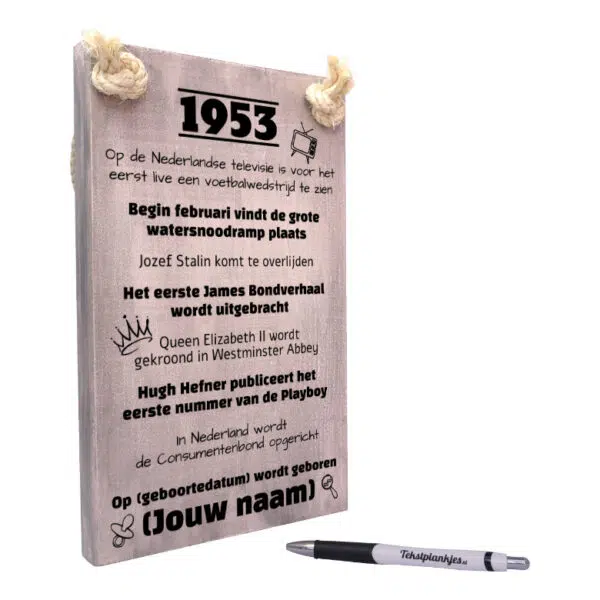 1953
Op de Nederlandse televisie is voor het
eerst live een voetbalwedstrijd te zien
Begin februari vindt de grote
watersnoodramp plaats
Jozef Stalin komt te overlijden
Het eerste James Bondverhaal
wordt uitgebracht
Queen Elizabeth II wordt
gekroond in Westminster Abbey
Hugh Hefner publiceert het
eerste nummer van de Playboy
In Nederland wordt
de Consumentenbond opgericht
Op (geboortedatum) wordt geboren
(Jouw naam)
Tekstplankjes.nl